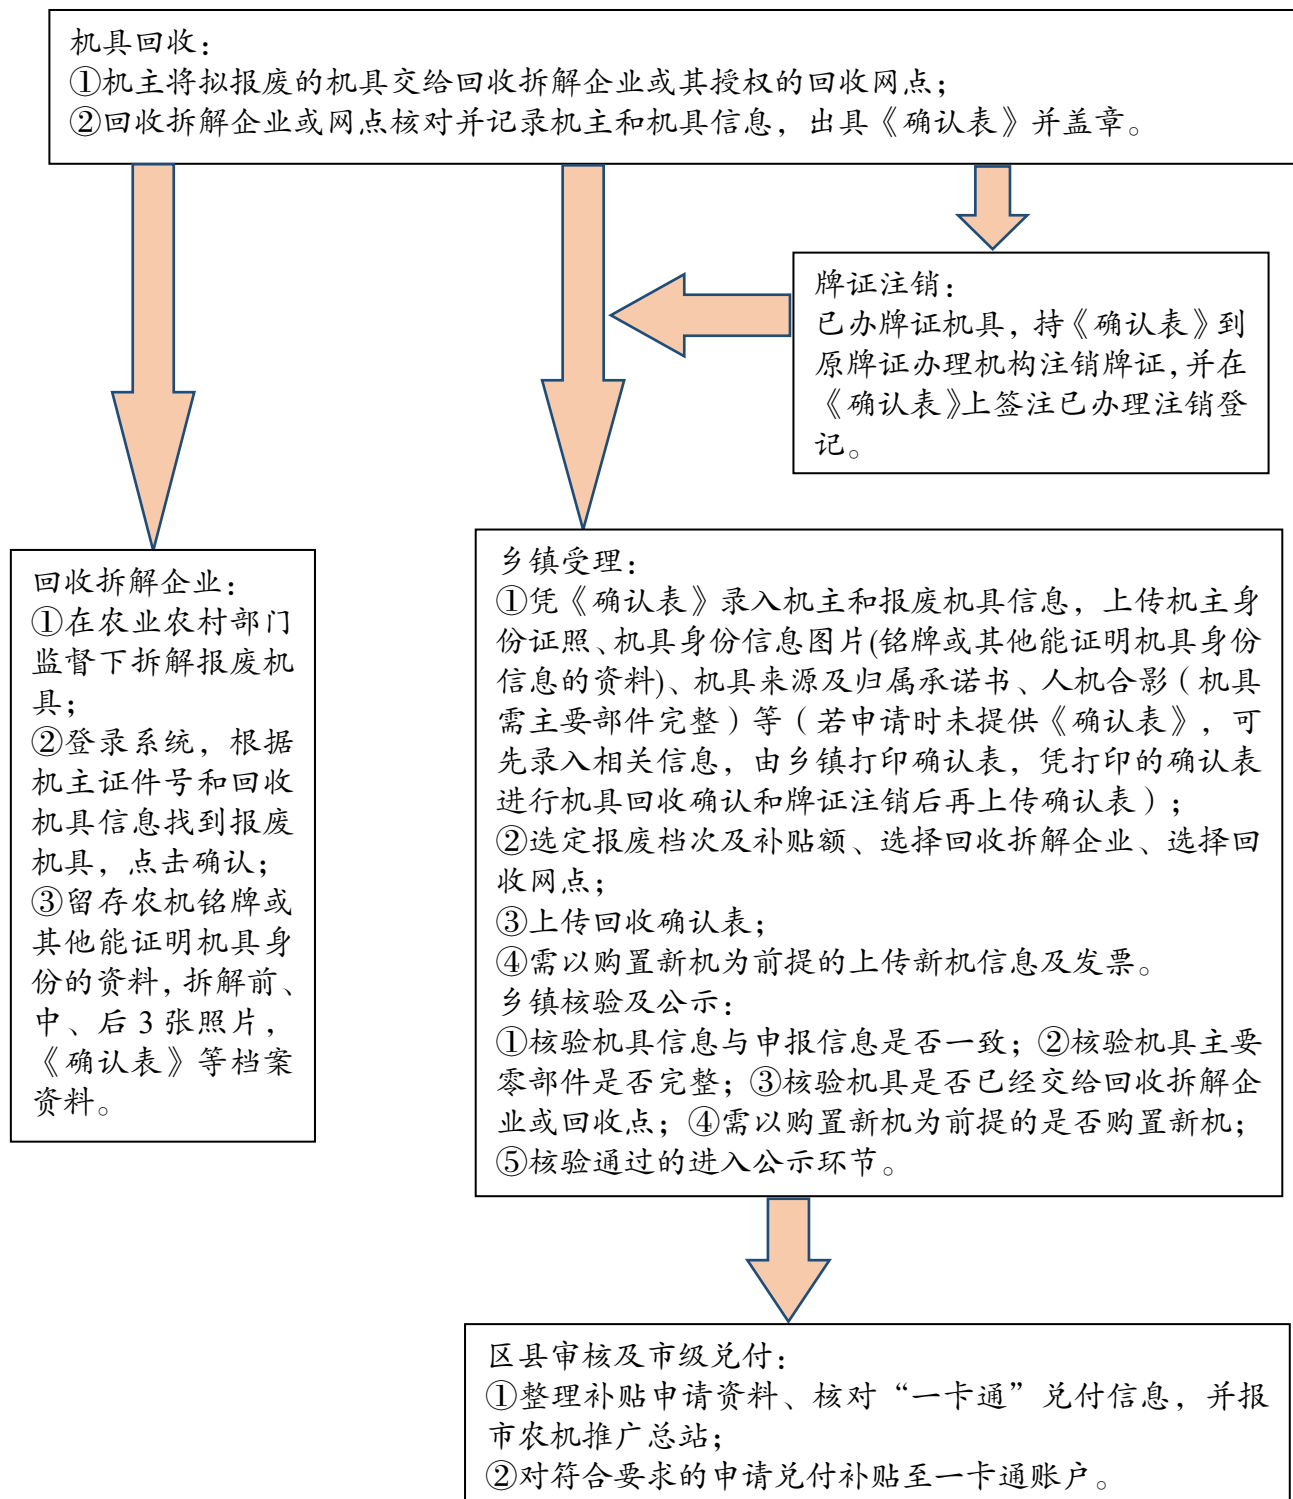 机具回收：
①机主将拟报废的机具交给回收拆解企业或其授权的回收网点；
②回收拆解企业或网点核对并记录机主和机具信息，出具《确认表》并盖章。
牌证注销：
已办牌证机具，持《确认表》到
原牌证办理机构注销牌证，并在
《确认表》上签注已办理注销登
记。
回收拆解企业：
①在农业农村部门
监督下拆解报废机
具；
②登录系统，根据
机主证件号和回收
机具信息找到报废
机具，点击确认；
③留存农机铭牌或
其他能证明机具身
份的资料，拆解前、
中、后 3 张照片，
《确认表》等档案
资料。
乡镇受理：
①凭《确认表》录入机主和报废机具信息，上传机主身
份证照、机具身份信息图片(铭牌或其他能证明机具身份
信息的资料)、机具来源及归属承诺书、人机合影（机具
需主要部件完整）等（若申请时未提供《确认表》，可
先录入相关信息，由乡镇打印确认表，凭打印的确认表
进行机具回收确认和牌证注销后再上传确认表）；
②选定报废档次及补贴额、选择回收拆解企业、选择回
收网点；
③上传回收确认表；
④需以购置新机为前提的上传新机信息及发票。
乡镇核验及公示：
①核验机具信息与申报信息是否一致；②核验机具主要
零部件是否完整；③核验机具是否已经交给回收拆解企
业或回收点；④需以购置新机为前提的是否购置新机；
⑤核验通过的进入公示环节。
区县审核及市级兑付：
①整理补贴申请资料、核对“一卡通”兑付信息，并报
市农机推广总站；
②对符合要求的申请兑付补贴至一卡通账户。